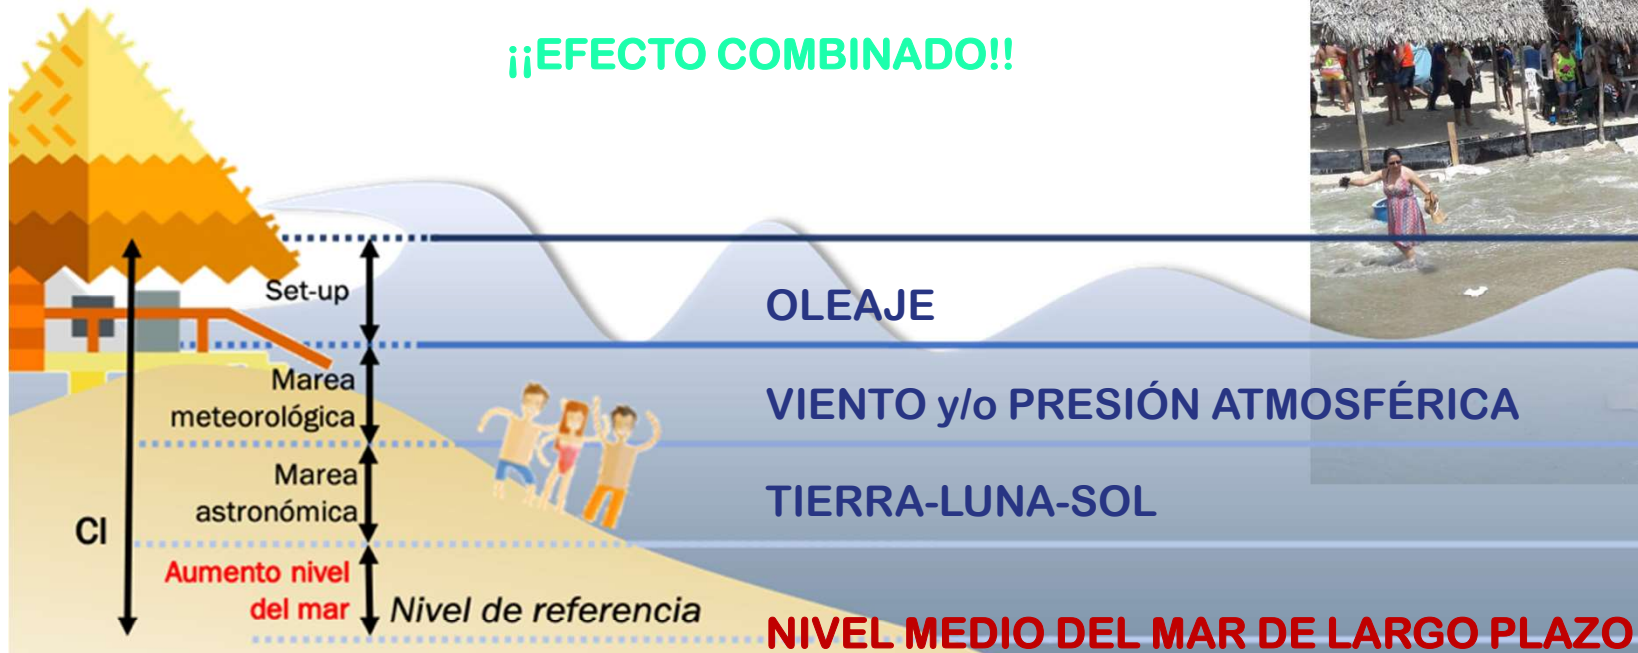 ¡¡EFECTO COMBINADO!!
Set-up
OLEAJE
Marea
meteorológica
VIENTO y/o PRESIÓN ATMOSFÉRICA
Marea
astronómica
TIERRA-LUNA-SOL
CI
Aumento nivel
del mar
Nivel de referencia
NIVEL MEDIO DEL MAR DE LARGO PLAZO